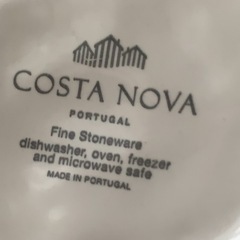 COSTA NOVA
PORTUGAL
Fine Stoneware
dishwasher, oven, freezer
and microwave safe
MADE IN PORTUGAL